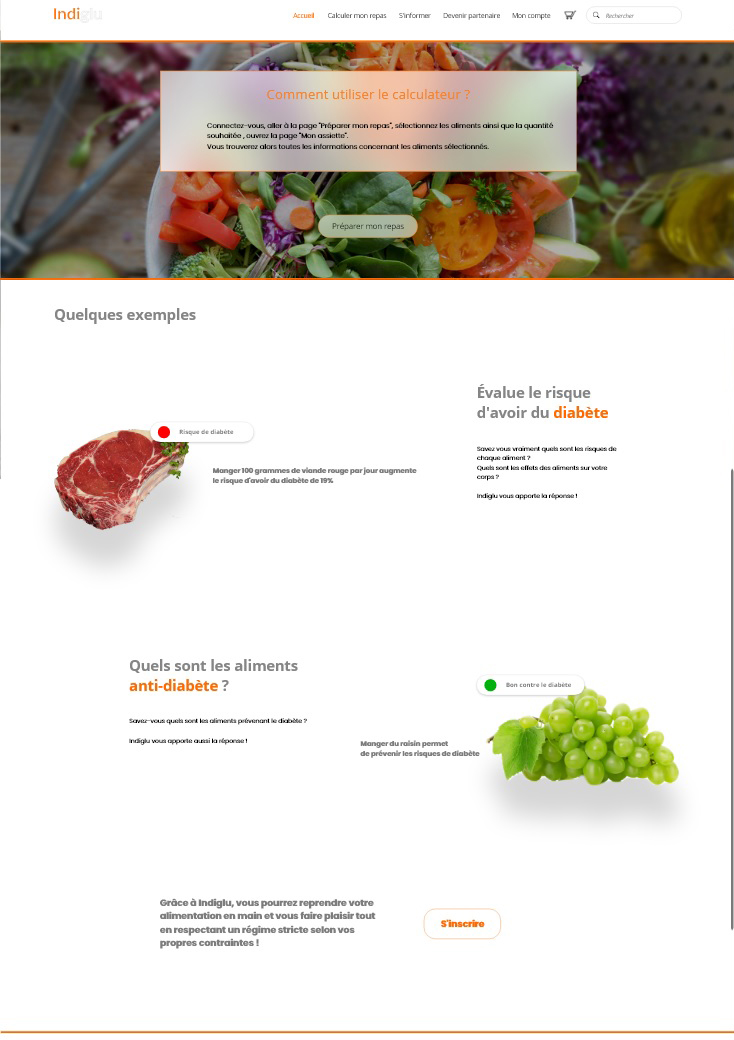 Indiglu
Accueil Calculer mon repas S'informer Devenir partenaire Mon compte Rechercher
Comment utiliser le calculateur ?
Connectez-vous, aller à la page "Préparer mon repas", sélectionnez les aliments ainsi que la quantité
souhaitée , ouvrez la page "Mon assiette".
Vous trouverez alors toutes les informations concernant les aliments sélectionnés.
Préparer mon repas
Quelques exemples
Évalue le risque
d'avoir du diabète
Savez vous vraiment quels sont les risques de
chaque aliment ?
Quels sont les effets des aliments sur votre
corps ?
Indiglu vous apporte la réponse !
Risque de diabète
Manger 100 grammes de viande rouge par jour augmente
le risque d'avoir du diabète de 19%
Quels sont les aliments
anti-diabète ?
Savez-vous quels sont les aliments prévenant le diabète ?
Indiglu vous apporte aussi la réponse !
Bon contre le diabète
Manger du raisin permet
de prévenir les risques de diabète
Grâce à Indiglu, vous pourrez reprendre votre
alimentation en main et vous faire plaisir tout
en respectant un régime stricte selon vos
propres contraintes !
S'inscrire